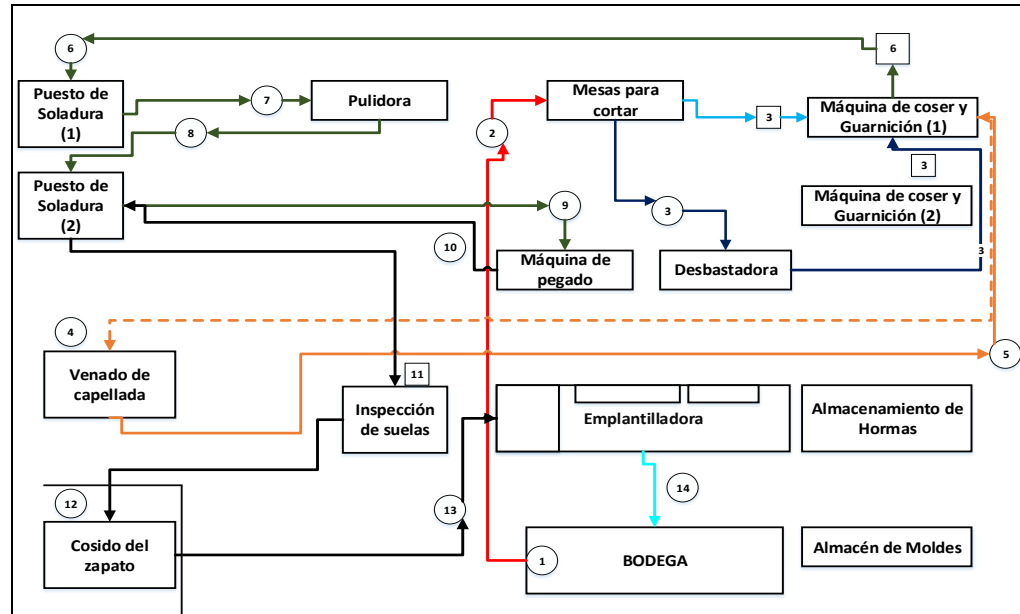 6
6
Puesto de
Soladura
(1)
7
Pulidora
8
2
Mesas para
cortar
3
Máquina de coser y
Guarnición (1)
3
Puesto de
Soladura
(2)
9
3
Máquina de coser y
Guarnición (2)
10
Máquina de
pegado
Desbastadora
3
4
Venado de
capellada
5
11
Inspección
de suelas
Emplantilladora
Almacenamiento de
Hormas
12
13
14
Cosido del
zapato
1
BODEGA
Almacén de Moldes